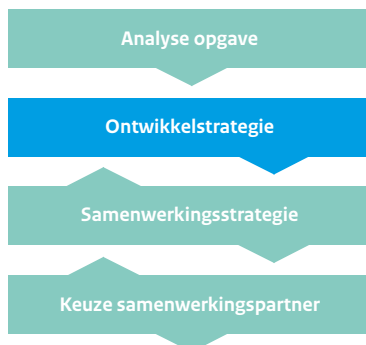 Analyse opgave
Ontwikkelstrategie
Samenwerkingsstrategie
Keuze samenwerkingspartner